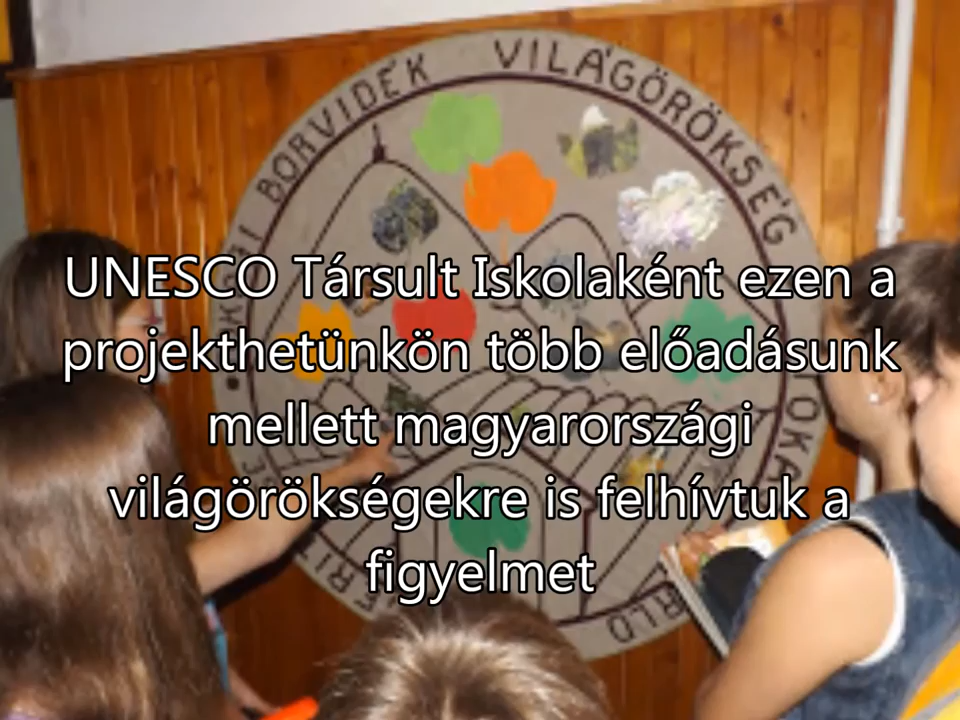 BORVIDÉK VILÁGÖRÖKSÉG
UNESCO Társult Iskolaként ezen a
projekthetünkön több előadásunk
mellett magyarországi
világörökségekre is felhívtuk a
figyelmet